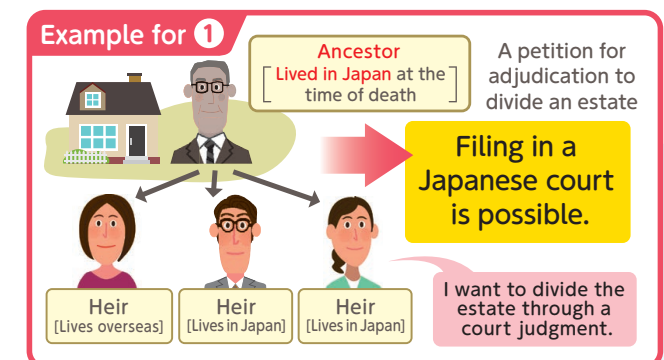 Example for 1
Ancestor
[Lived in Japan at the
time of death]
A petition for
adjudication to
divide an estate
Filing in a
Japanese court
is possible.
Heir
[Lives overseas]
Heir
[Lives in Japan]
Heir
[Lives in Japan]
I want to divide the
estate through a
court judgment.